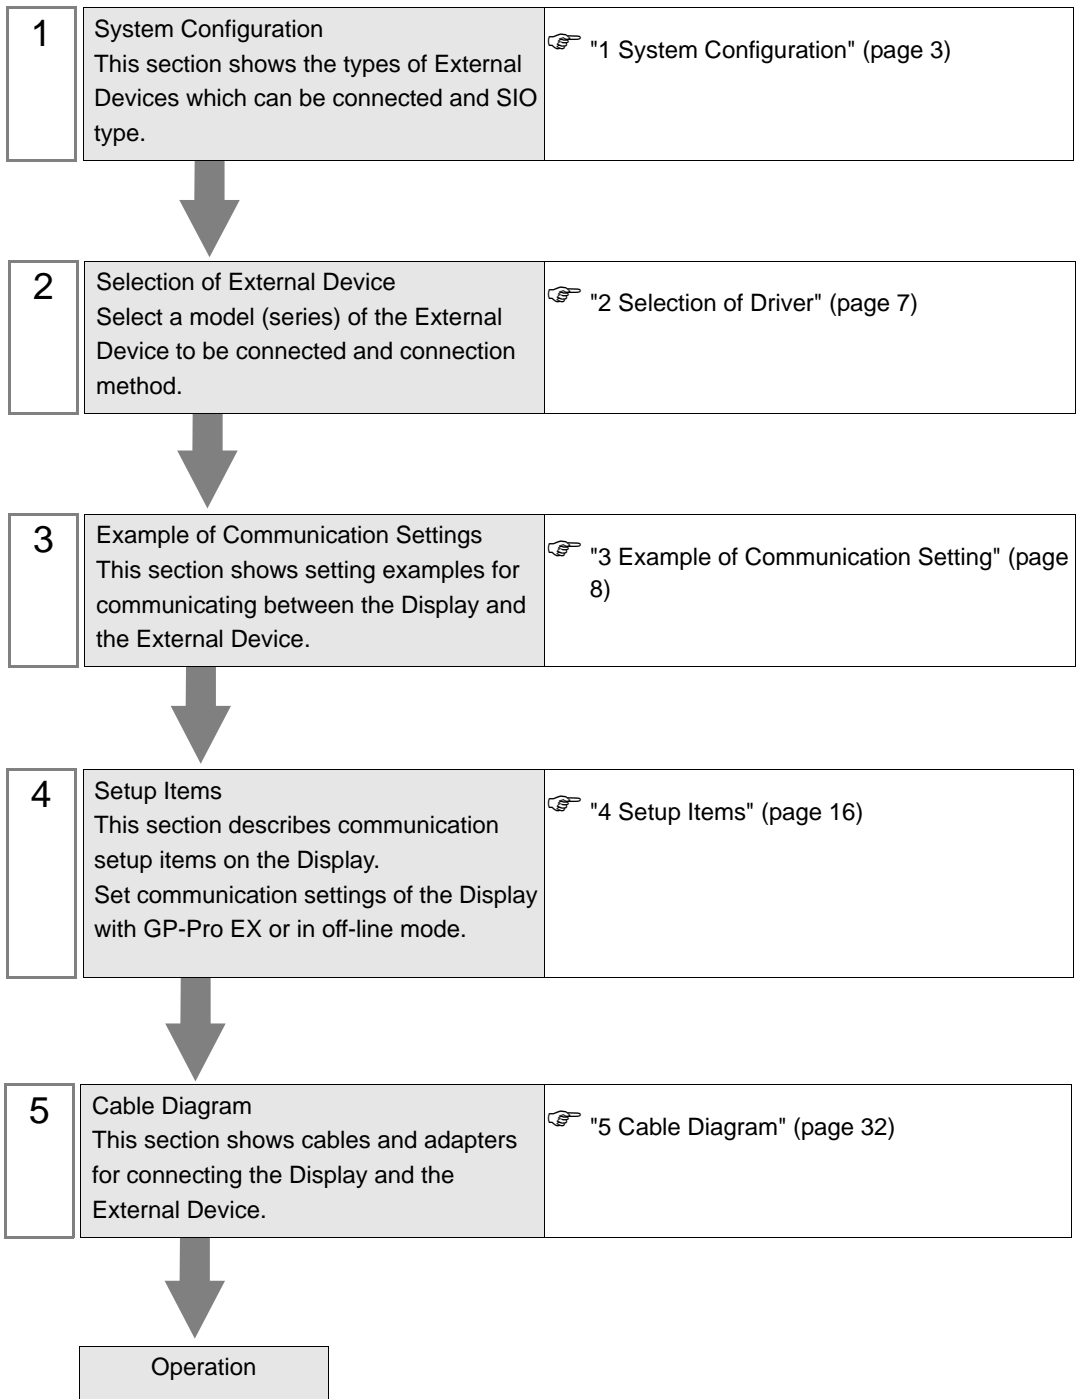 1
System Configuration
This section shows the types of External
Devices which can be connected and SIO
type.
"1 System Configuration" (page 3)
2
Selection of External Device
Select a model (series) of the External
Device to be connected and connection
method.
"2 Selection of Driver" (page 7)
3
Example of Communication Settings
This section shows setting examples for
communicating between the Display and
the External Device.
"3 Example of Communication Setting" (page
8)
4
Setup Items
This section describes communication
setup items on the Display.
Set communication settings of the Display
with GP-Pro EX or in off-line mode.
"4 Setup Items" (page 16)
5
Cable Diagram
This section shows cables and adapters
for connecting the Display and the
External Device.
"5 Cable Diagram" (page 32)
Operation